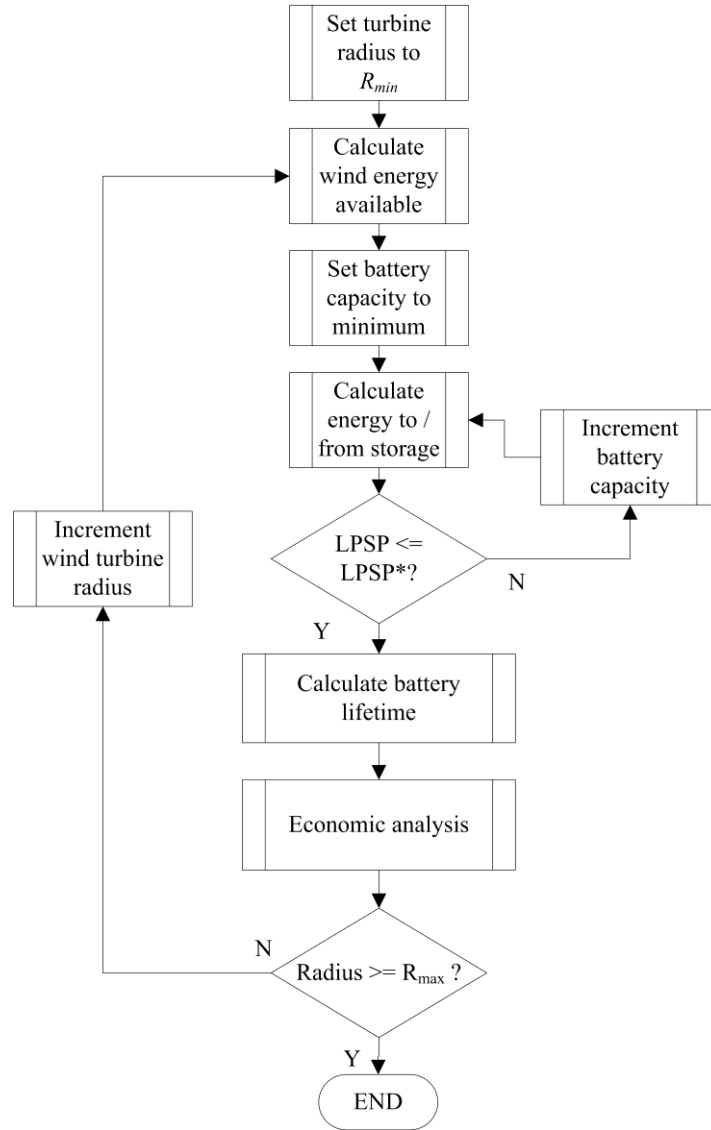 Set turbine
radius to
R_min
Calculate
wind energy
available
Set battery
capacity to
minimum
Calculate
energy to /
from storage
Increment
battery
capacity
Increment
wind turbine
radius
LPSP <=
LPSP*?
N
Y
Calculate battery
lifetime
Economic analysis
N
Radius >= R_max ?
Y
END